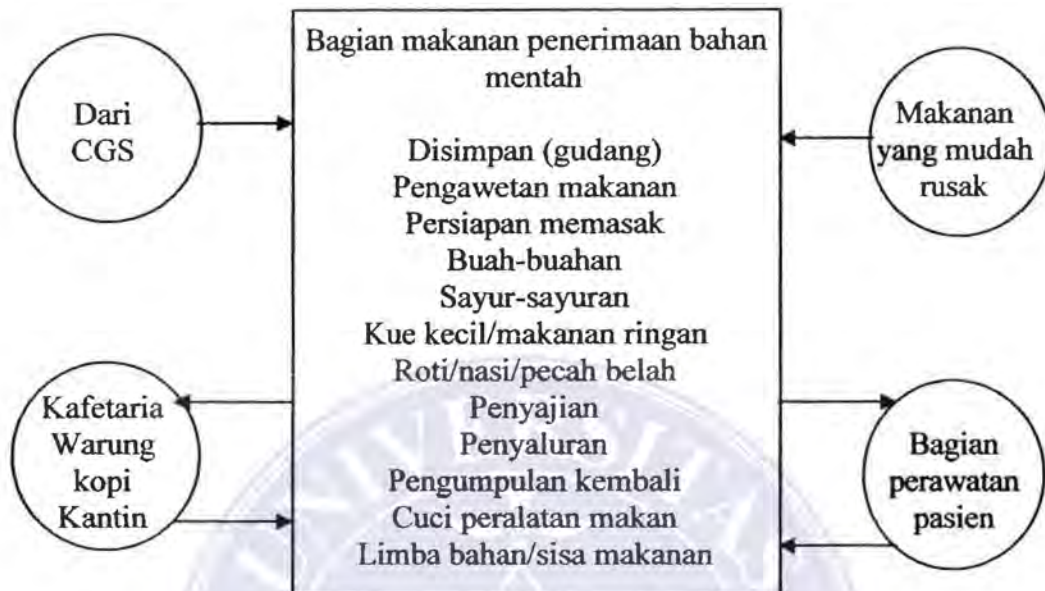 Dari
CGS
Bagian makanan penerimaan bahan
mentah
Disimpan (gudang)
Pengawetan makanan
Persiapan memasak
Buah-buahan
Sayur-sayuran
Kue kecil/makanan ringan
Roti/nasi/pecah belah
Penyajian
Penyaluran
Pengumpulan kembali
Cuci peralatan makan
Limba bahan/sisa makanan
Makanan
yang mudah
rusak
Kafetaria
Warung
kopi
Kantin
Bagian
perawatan
pasien
UNIVERSITA